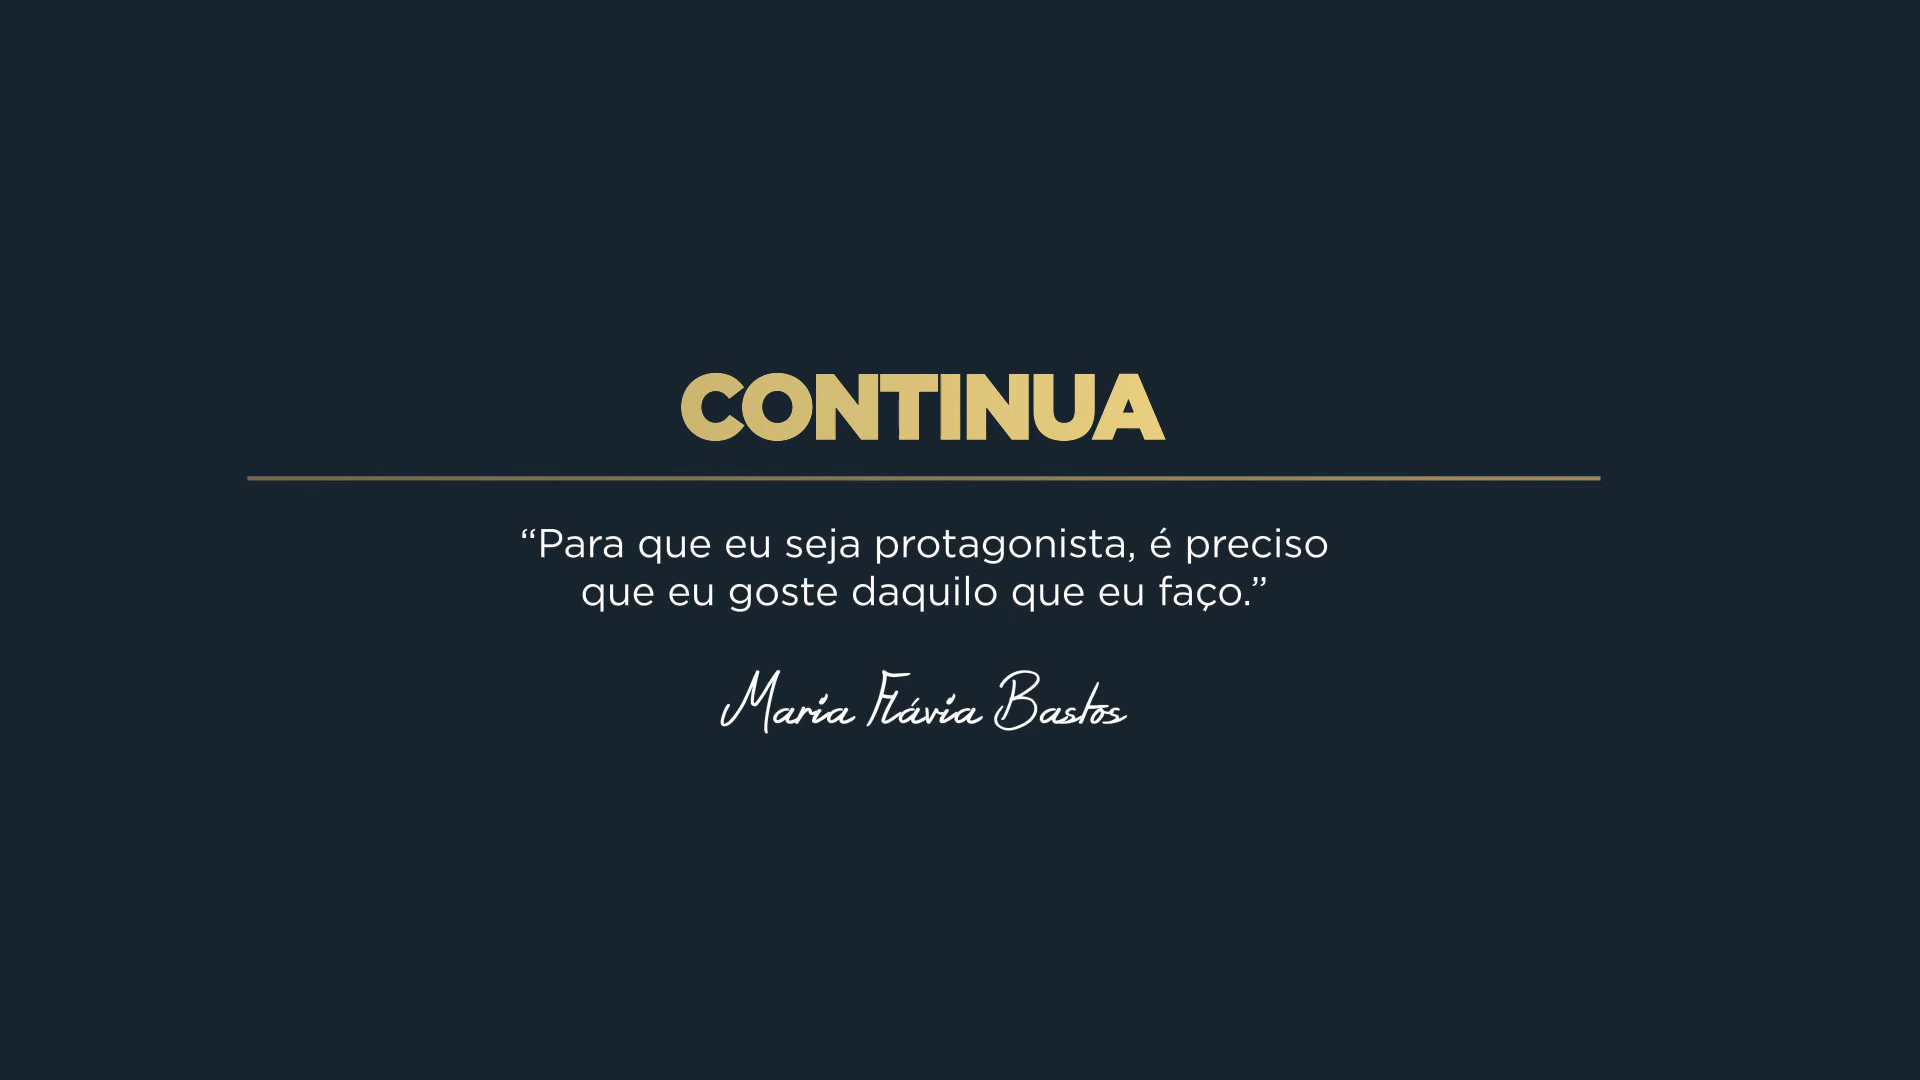 CONTINUA
“Para que eu seja protagonista, é preciso
que eu goste daquilo que eu faço.”
Maria Flávia Bastos